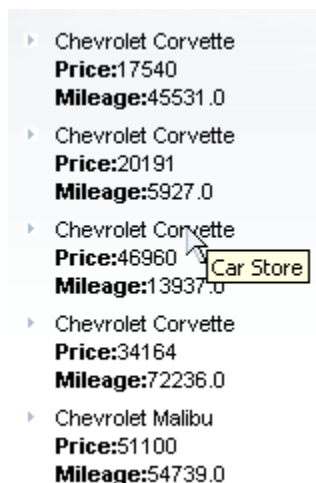 Chevrolet Corvette
Price:17540
Mileage:45531.0
Chevrolet Corvette
Price:20191
Mileage:5927.0
Chevrolet Corvette
Price:46960
Car Store
Mileage:13937.0
Chevrolet Corvette
Price:34164
Mileage:72236.0
Chevrolet Malibu
Price:51100
Mileage:54739.0